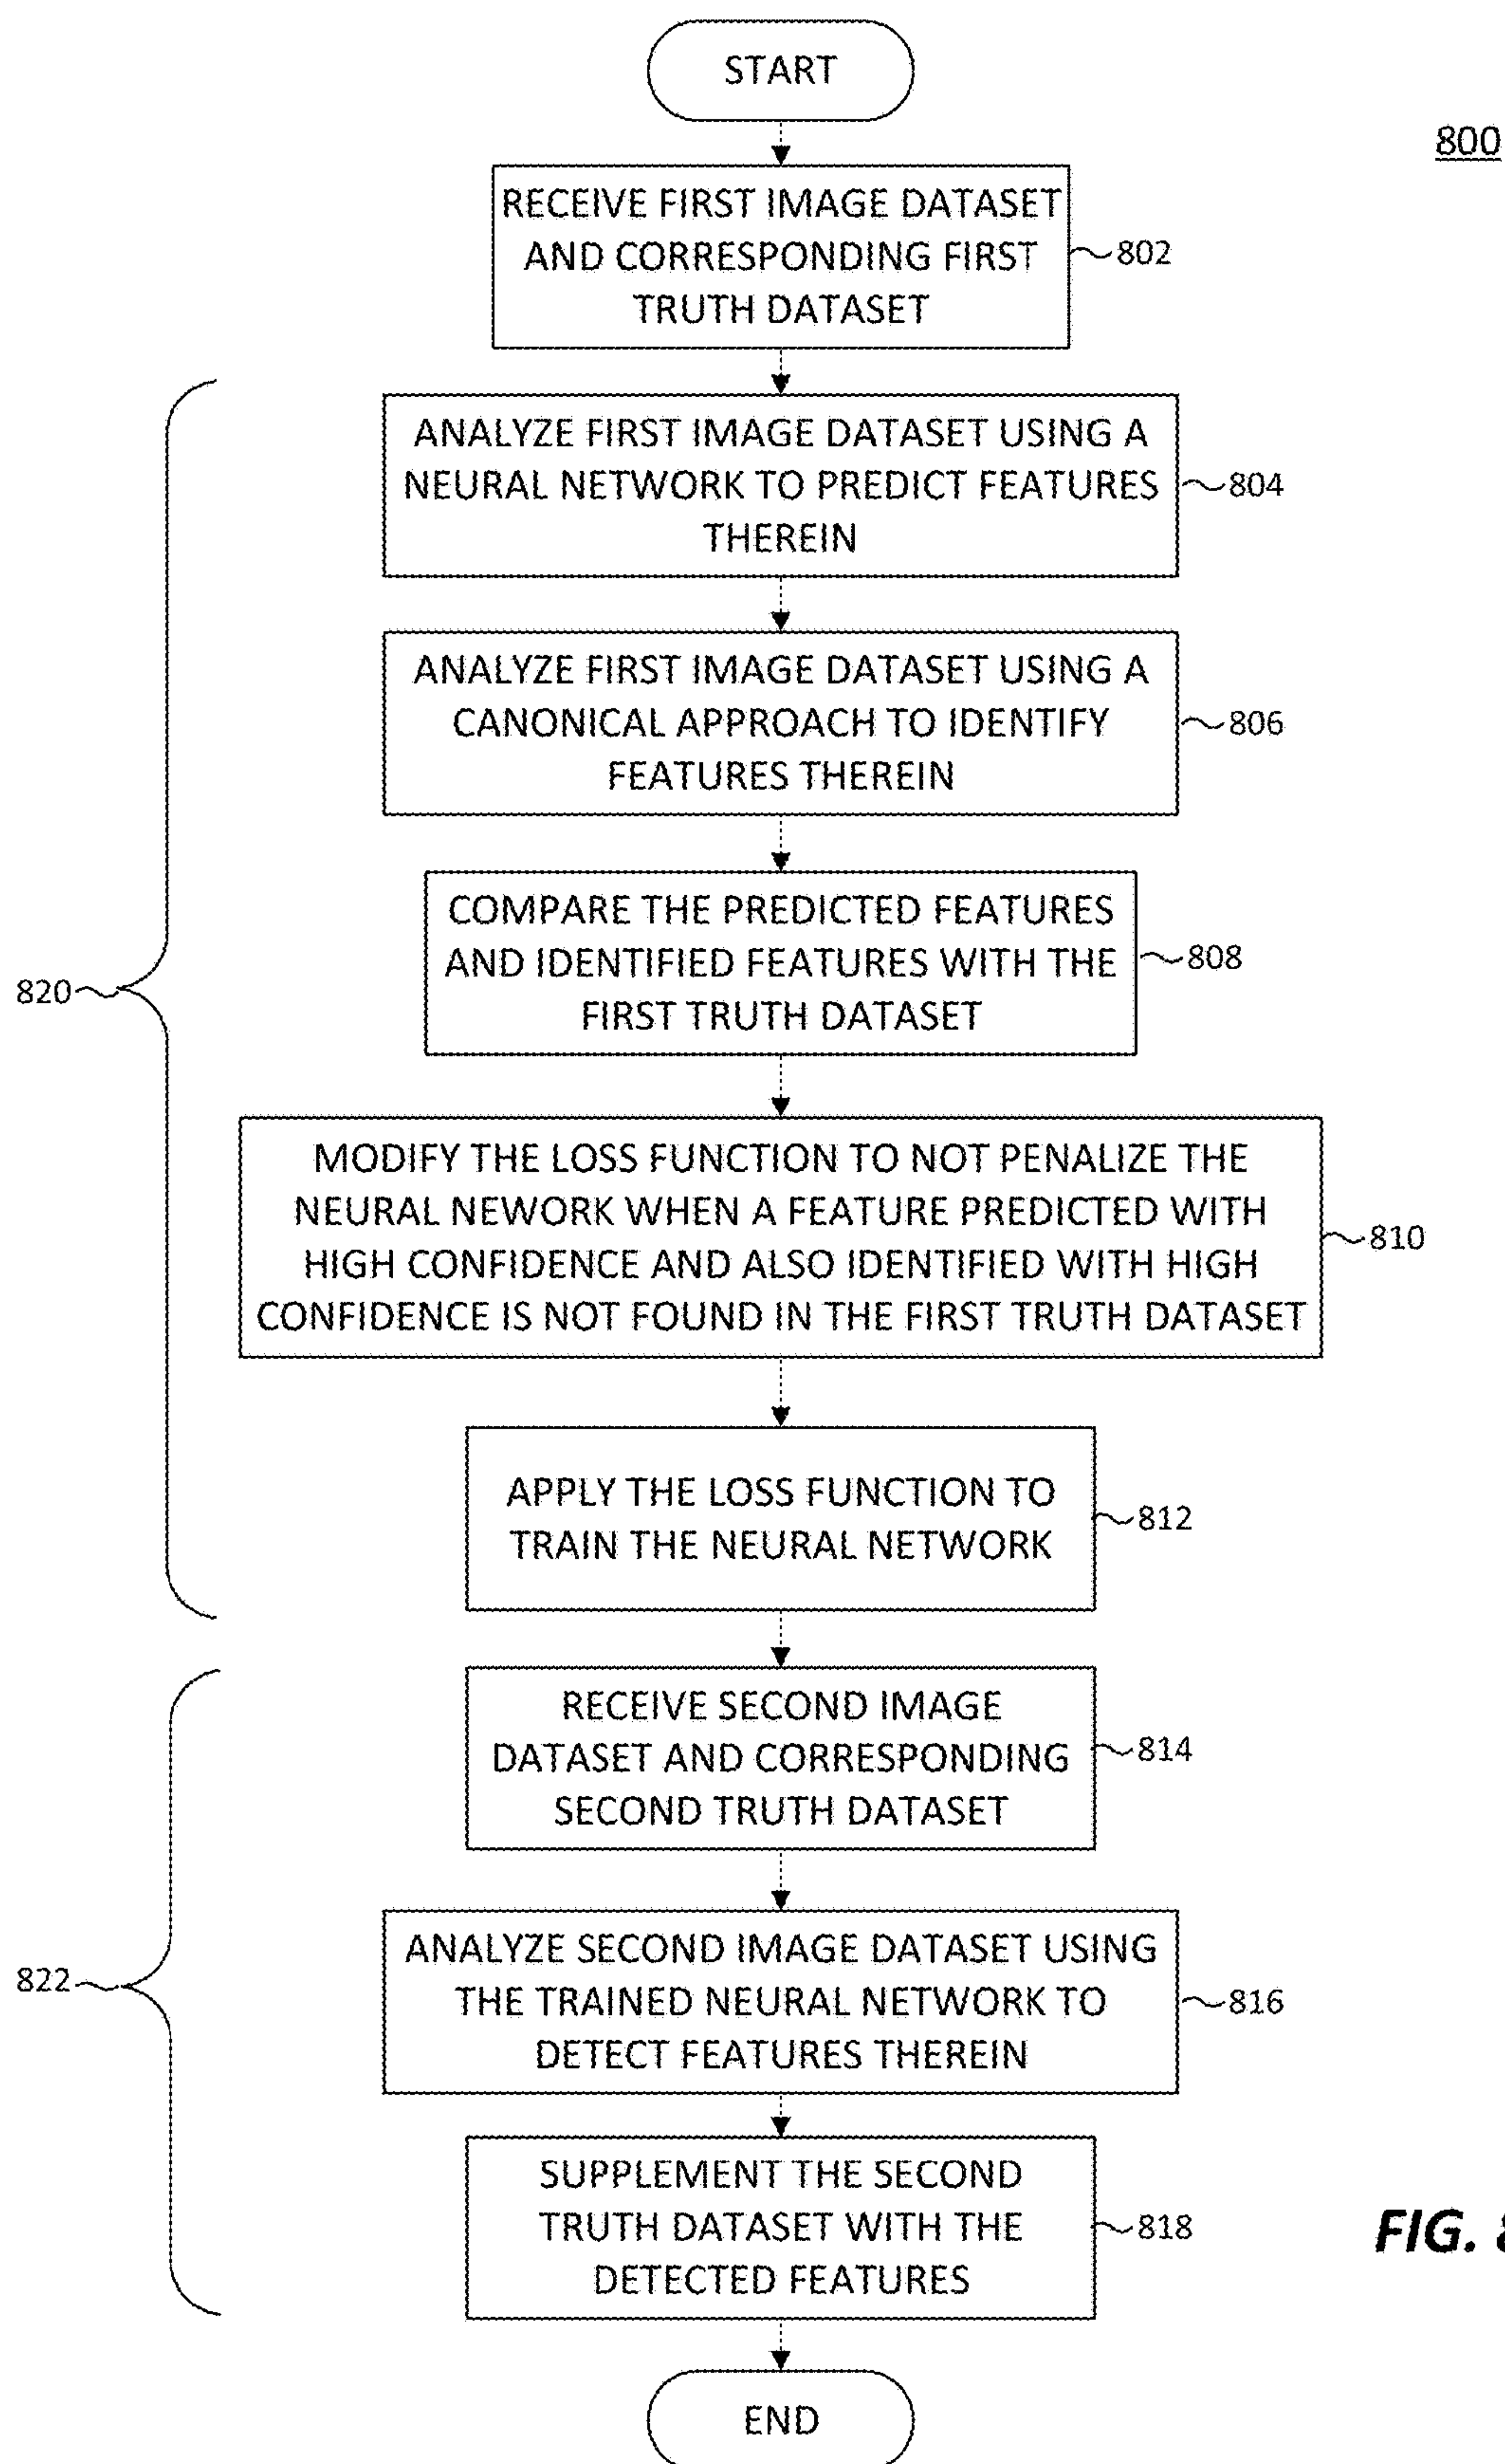 START
800
RECEIVE FIRST IMAGE DATASET
AND CORRESPONDING FIRST
TRUTH DATASET
802
ANALYZE FIRST IMAGE DATASET USING A
NEURAL NETWORK TO PREDICT FEATURES
THEREIN
804
ANALYZE FIRST IMAGE DATASET USING A
CANONICAL APPROACH TO IDENTIFY
FEATURES THEREIN
806
COMPARE THE PREDICTED FEATURES
AND IDENTIFIED FEATURES WITH THE
FIRST TRUTH DATASET
808
820
MODIFY THE LOSS FUNCTION TO NOT PENALIZE THE
NEURAL NEWORK WHEN A FEATURE PREDICTED WITH
HIGH CONFIDENCE AND ALSO IDENTIFIED WITH HIGH
CONFIDENCE IS NOT FOUND IN THE FIRST TRUTH DATASET
810
APPLY THE LOSS FUNCTION TO
TRAIN THE NEURAL NETWORK
812
RECEIVE SECOND IMAGE
DATASET AND CORRESPONDING
SECOND TRUTH DATASET
814
822
ANALYZE SECOND IMAGE DATASET USING
THE TRAINED NEURAL NETWORK TO
DETECT FEATURES THEREIN
816
SUPPLEMENT THE SECOND
TRUTH DATASET WITH THE
DETECTED FEATURES
818
FIG. 8
END